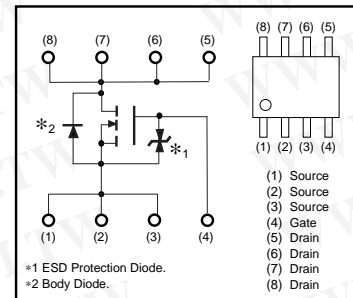 (8) (7) (6) (5)
(8) (7) (6) (5)
*2
*1
(1) (2) (3) (4)
(1) (2) (3) (4)
(1) Source
(2) Source
(3) Source
(4) Gate
(5) Drain
(6) Drain
(7) Drain
(8) Drain
*1 ESD Protection Diode.
*2 Body Diode.